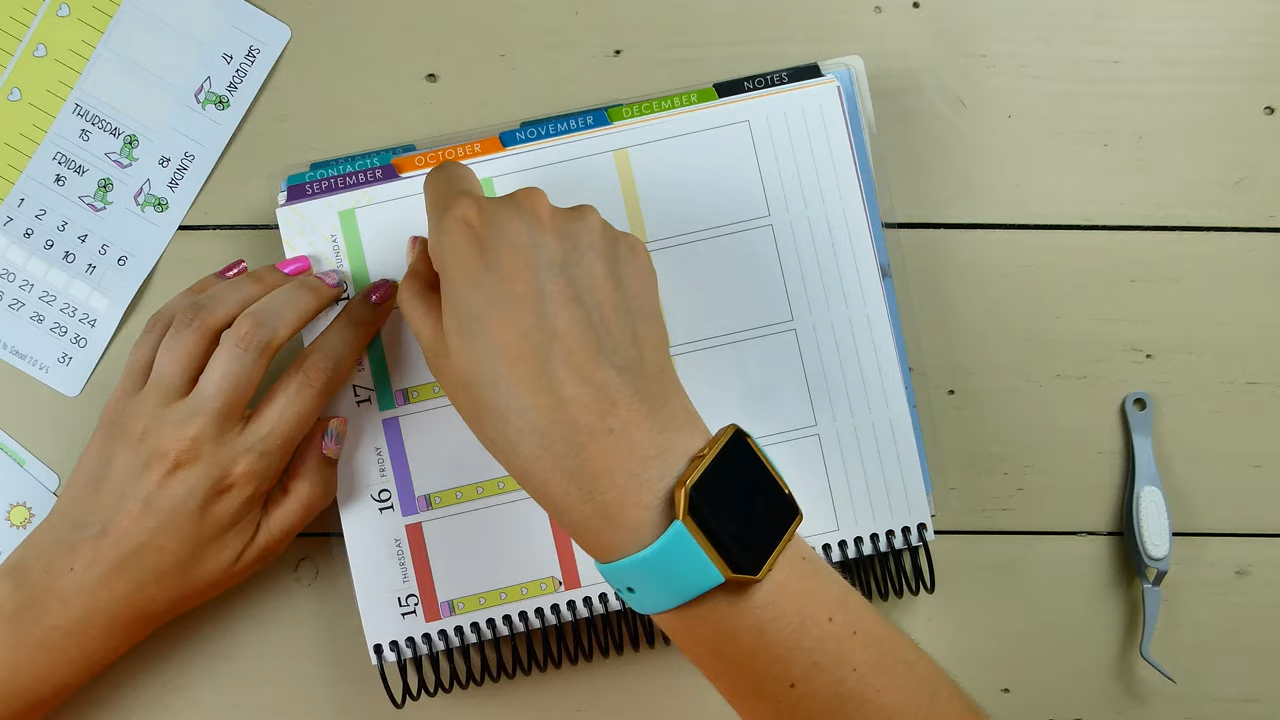 SATURDAY
17
THURSDAY
15
18
SUNDAY
FRIDAY
16
1 2 3 4 5 6
7 8 9 10 11
20 21 22 23 24
27 28 29 30
31
CONTACTS
SEPTEMBER
OCTOBER
NOVEMBER
DECEMBER
NOTES
SUNDAY
17
16 FRIDAY
15 THURSDAY